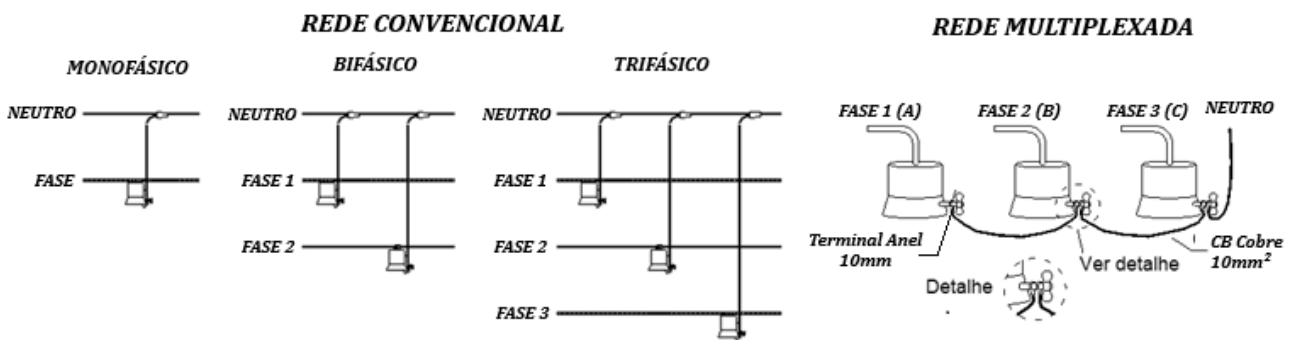 REDE CONVENCIONAL
MONOFÁSICO
NEUTRO
FASE
BIFÁSICO
NEUTRO
FASE 1
FASE 2
TRIFÁSICO
NEUTRO
FASE 1
FASE 2
FASE 3
REDE MULTIPLEXADA
FASE 1 (A)
FASE 2 (B)
FASE 3 (C)
NEUTRO
Terminal Anel
10mm
Ver detalhe
CB Cobre
10mm²
Detalhe